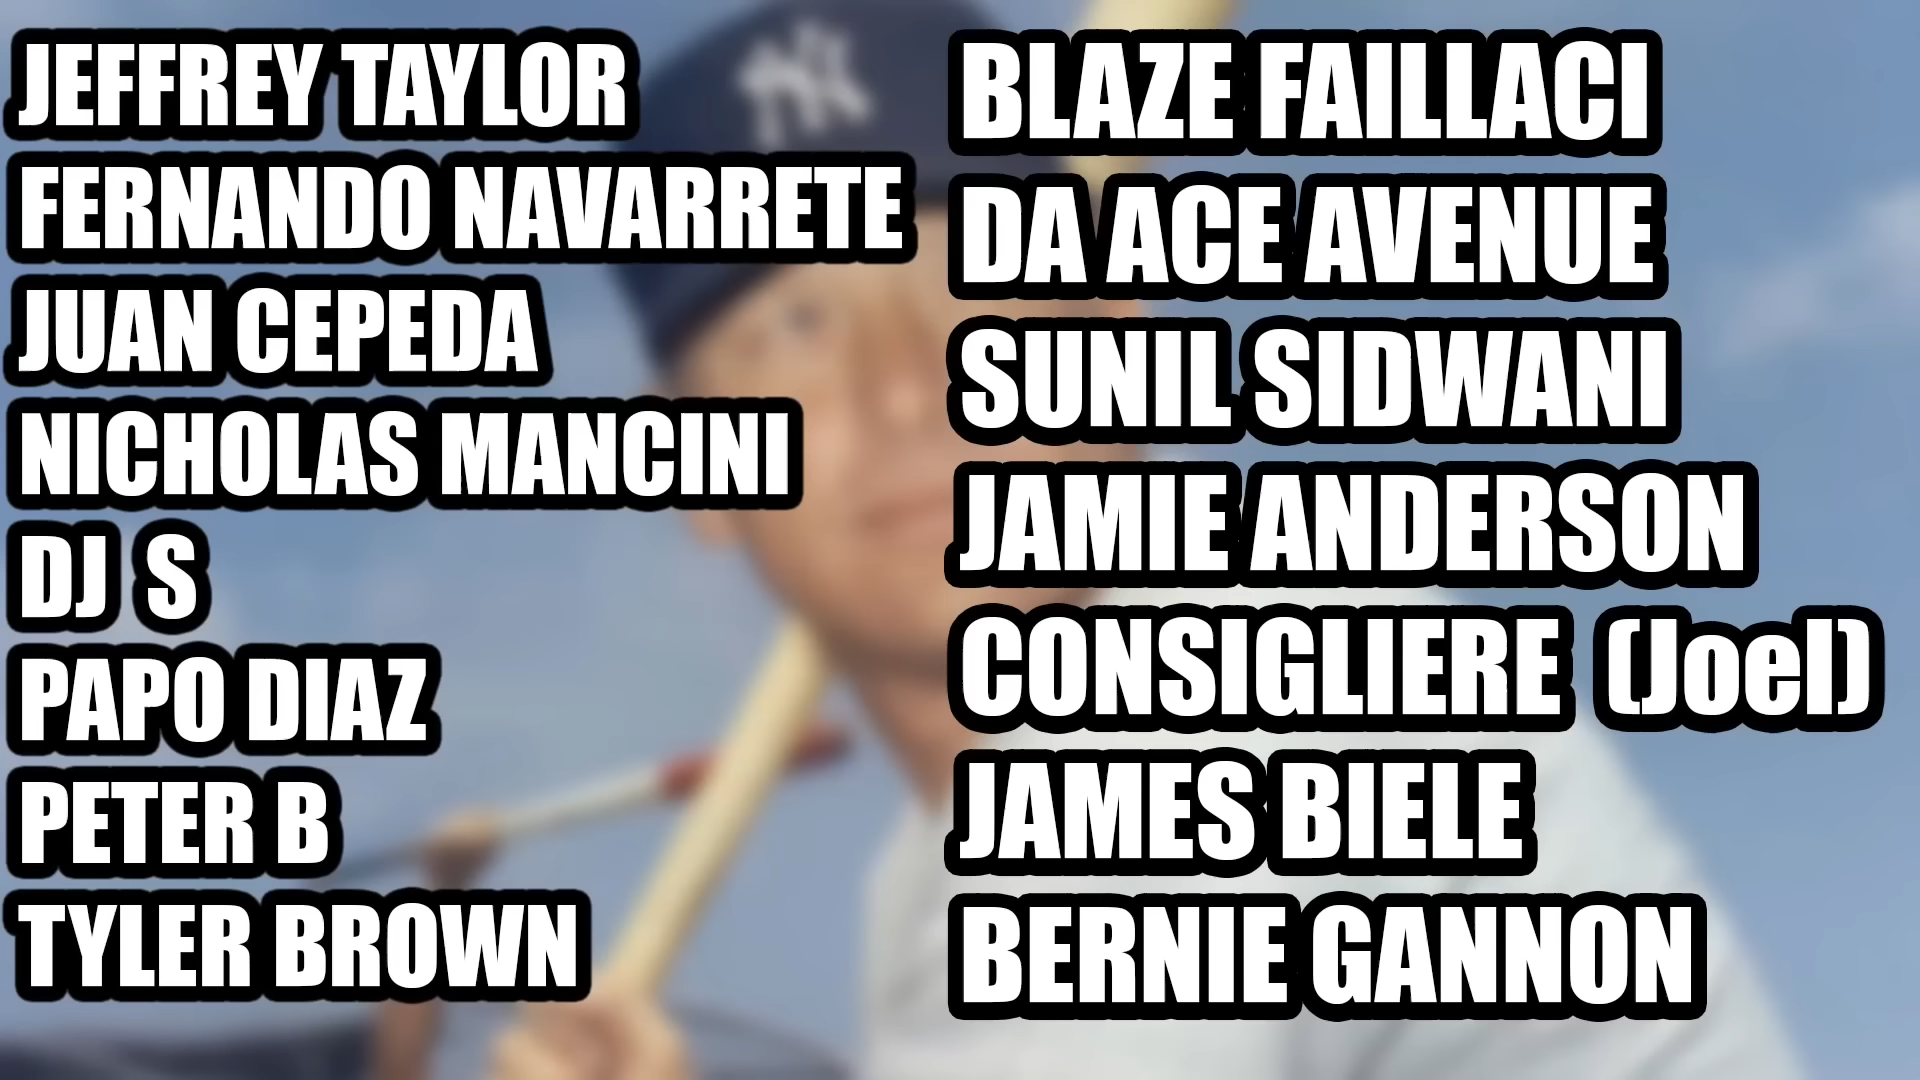 JEFFREY TAYLOR
FERNANDO NAVARRETE
JUAN CEPEDA
NICHOLAS MANCINI
DJ S
PAPO DIAZ
PETER B
TYLER BROWN
BLAZE FAILLACI
DA ACE AVENUE
SUNIL SIDWANI
JAMIE ANDERSON
CONSIGLIERE (Joel)
JAMES BIELE
BERNIE GANNON
NY